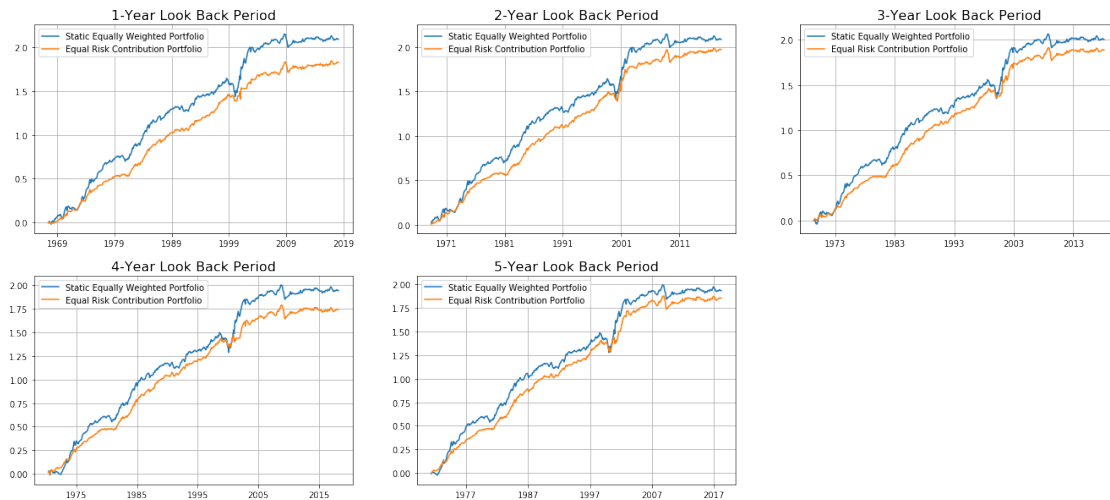 1-Year Look Back Period
Static Equally Weighted Portfolio
Equal Risk Contribution Portfolio
2.0
1.5
1.0
0.5
0.0
1969 1979 1989 1999 2009 2019
2-Year Look Back Period
Static Equally Weighted Portfolio
Equal Risk Contribution Portfolio
2.0
1.5
1.0
0.5
0.0
1971 1981 1991 2001 2011
3-Year Look Back Period
Static Equally Weighted Portfolio
Equal Risk Contribution Portfolio
2.0
1.5
1.0
0.5
0.0
1973 1983 1993 2003 2013
4-Year Look Back Period
Static Equally Weighted Portfolio
Equal Risk Contribution Portfolio
2.00
1.75
1.50
1.25
1.00
0.75
0.50
0.25
0.00
1975 1985 1995 2005 2015
5-Year Look Back Period
Static Equally Weighted Portfolio
Equal Risk Contribution Portfolio
2.00
1.75
1.50
1.25
1.00
0.75
0.50
0.25
0.00
1977 1987 1997 2007 2017